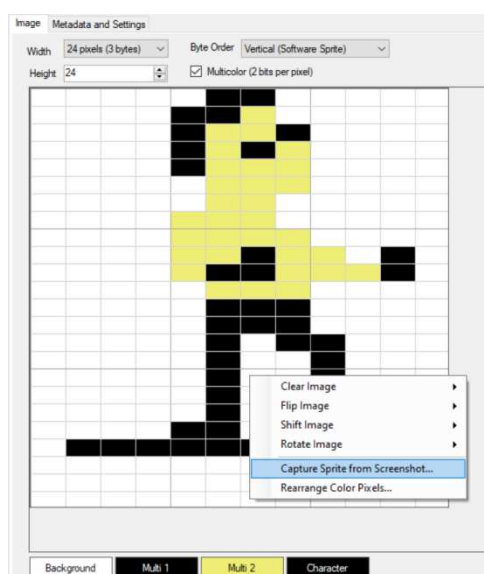 Image Metadata and Settings
Width 24 pixels (3 bytes) Byte Order Vertical (Software Sprite)
Height 24 Multicolor (2 bits per pixel)
Clear Image
Flip Image
Shift Image
Rotate Image
Capture Sprite from Screenshot...
Rearrange Color Pixels...
Background Multi 1 Multi 2 Character